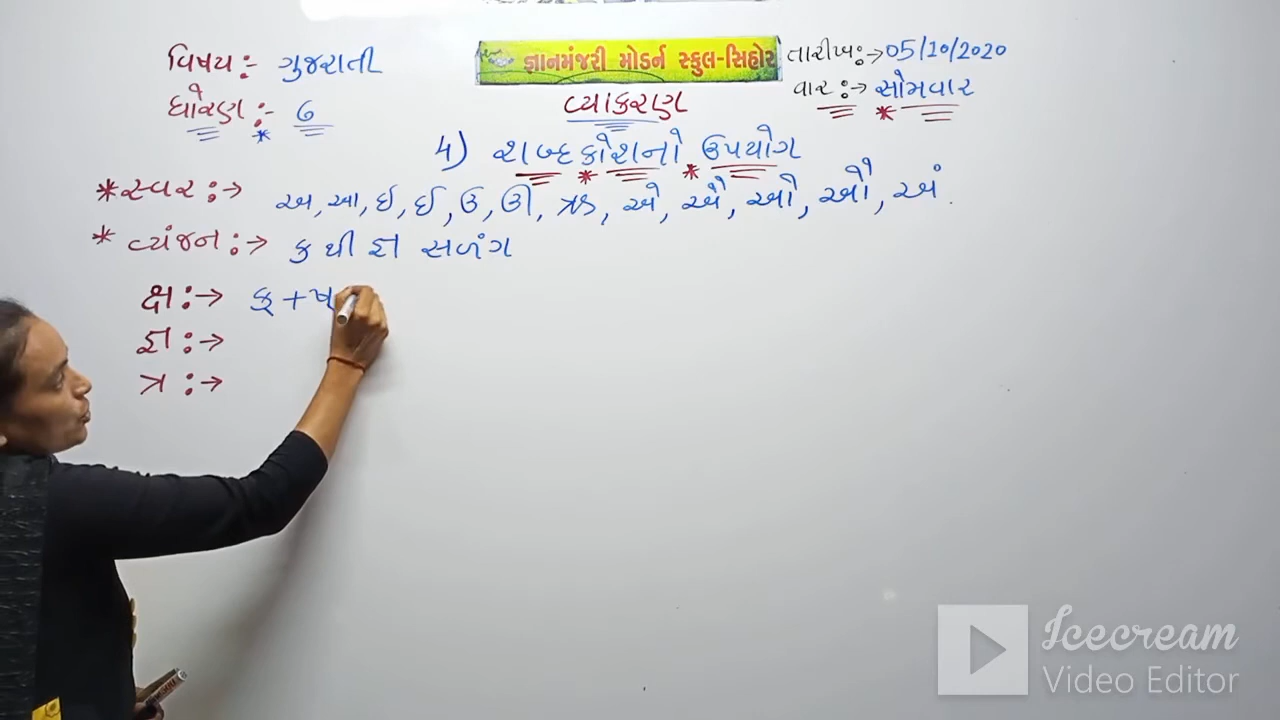 વિષય:- ગુજરાતી
જ્ઞાનમંજરી મોડર્ન સ્કુલ-સિહોર
તારીખ:→05/10/2020
ધોરણ:- ૭
વ્યાકરણ
વાર:→ સોમવાર
4) શબ્દકોશનો ઉપયોગ
*સ્વર:→ અ, આ, ઇ, ઈ, ઉ, ઊ, ઋ, એ, ઐ, ઓ, ઔ, અં.
* વ્યંજન:→ ક થી જ્ઞ સળંગ
ક્ષ:→ ક્ + ષ
જ્ઞ:→
ત્ર:→
Icecream
Video Editor